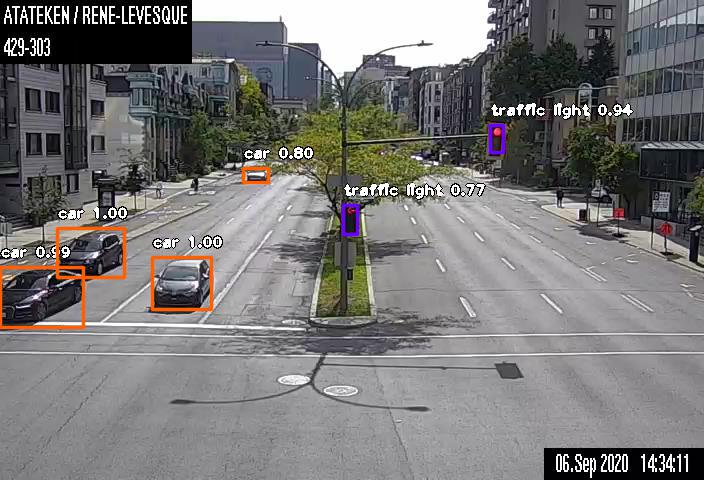 ATATEKEN / RENE-LEVESQUE
429-303
traffic light 0.94
car 0.80
traffic light 0.77
car 1.00
car 1.00
car 0.99
06.Sep 2020 14:34:11